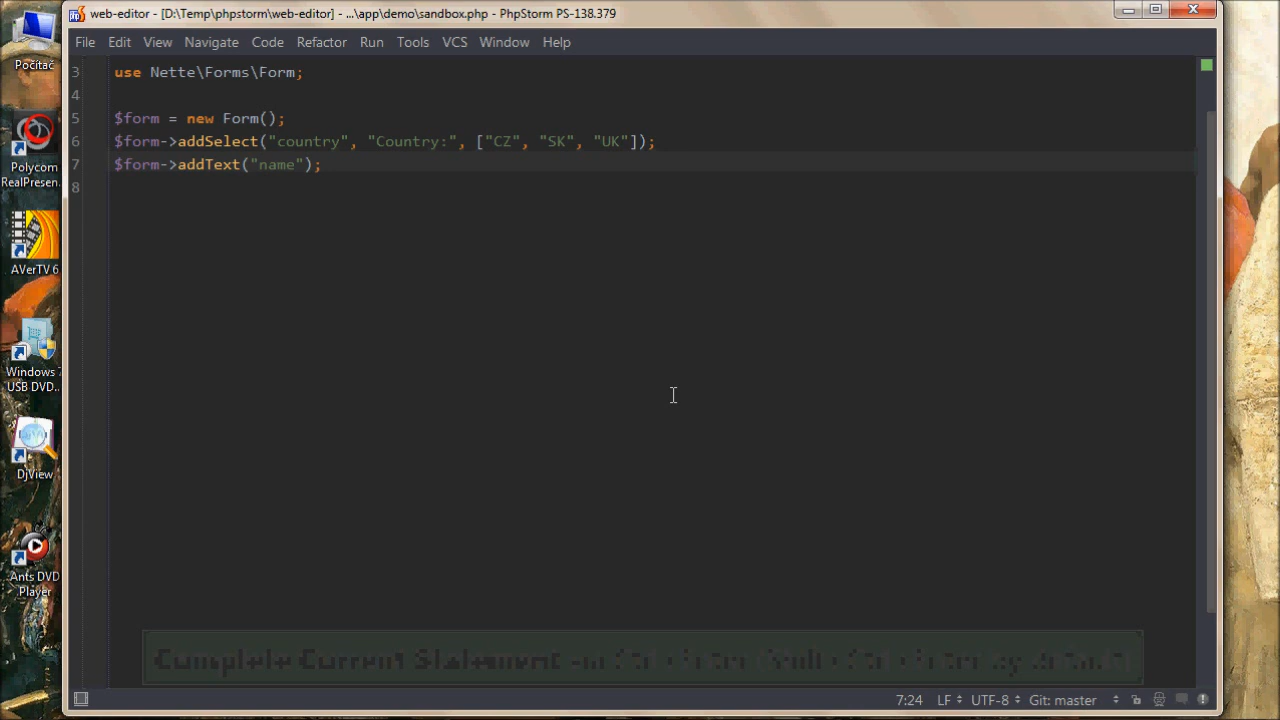 web-editor - [D:\Temp\phpstorm\web-editor] - ...\app\demo\sandbox.php - PhpStorm PS-138.379
File Edit View Navigate Code Refactor Run Tools VCS Window Help
3 use Nette\Forms\Form;
4
5 $form = new Form();
6 $form->addSelect("country", "Country:", ["CZ", "SK", "UK"]);
7 $form->addText("name");
8
Počítač
Polycom
RealPresen...
AVerTV 6
Windows 7
USB DVD...
DjView
Ants DVD
Player
Complete Current Statement
7:24 LF UTF-8 Git: master